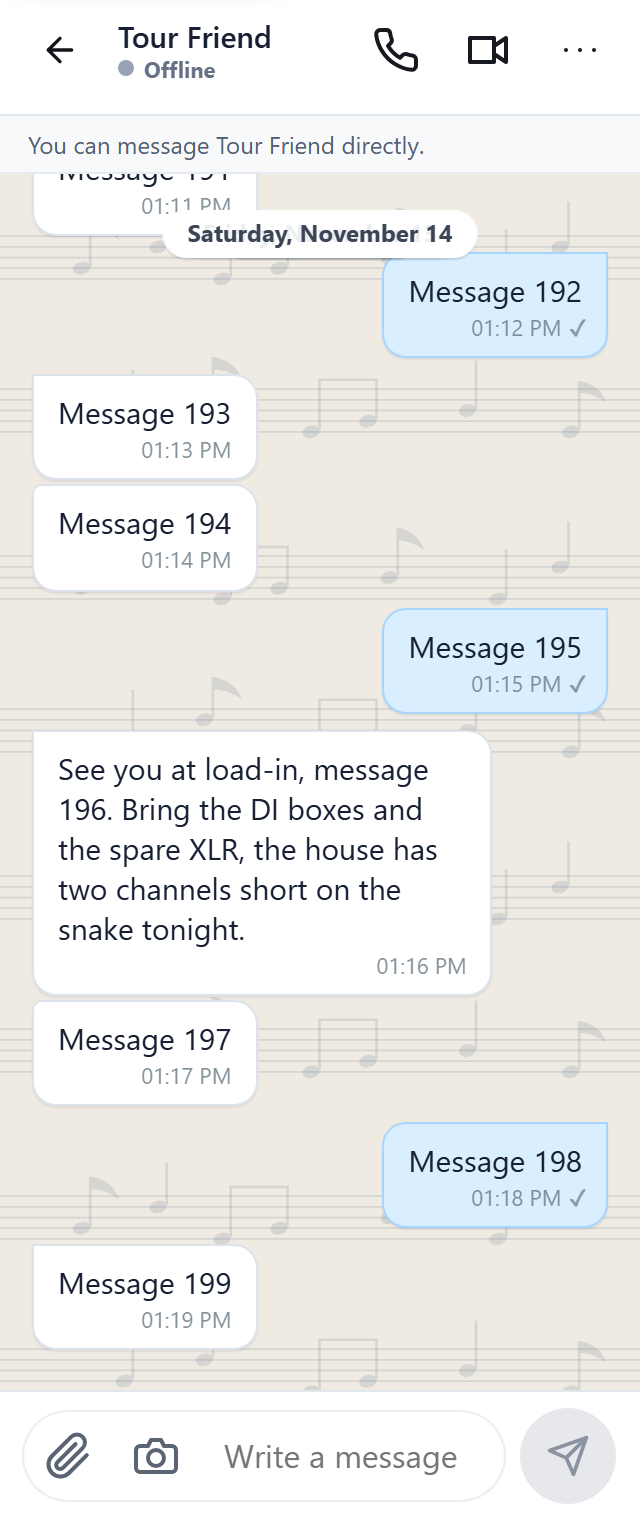 Tour Friend
Offline
You can message Tour Friend directly.
Message 191
01:11 PM
Saturday, November 14
Message 192
01:12 PM
Message 193
01:13 PM
Message 194
01:14 PM
Message 195
01:15 PM
See you at load-in, message
196. Bring the DI boxes and
the spare XLR, the house has
two channels short on the
snake tonight.
01:16 PM
Message 197
01:17 PM
Message 198
01:18 PM
Message 199
01:19 PM
Write a message